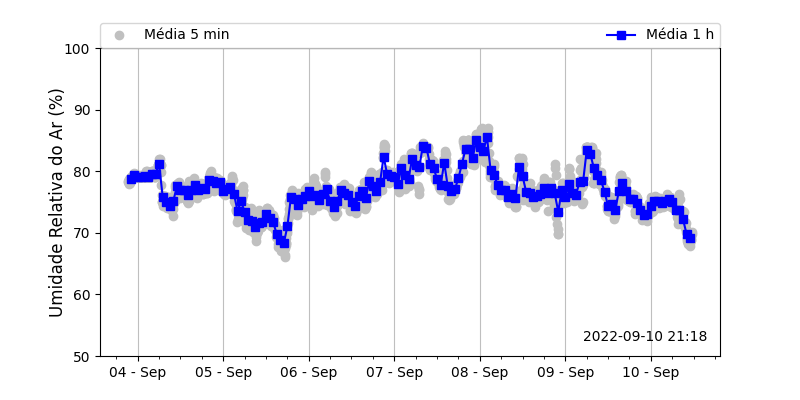 Média 5 min
Média 1 h
Umidade Relativa do Ar (%)
100
90
80
70
60
50
2022-09-10 21:18
04 - Sep
05 - Sep
06 - Sep
07 - Sep
08 - Sep
09 - Sep
10 - Sep